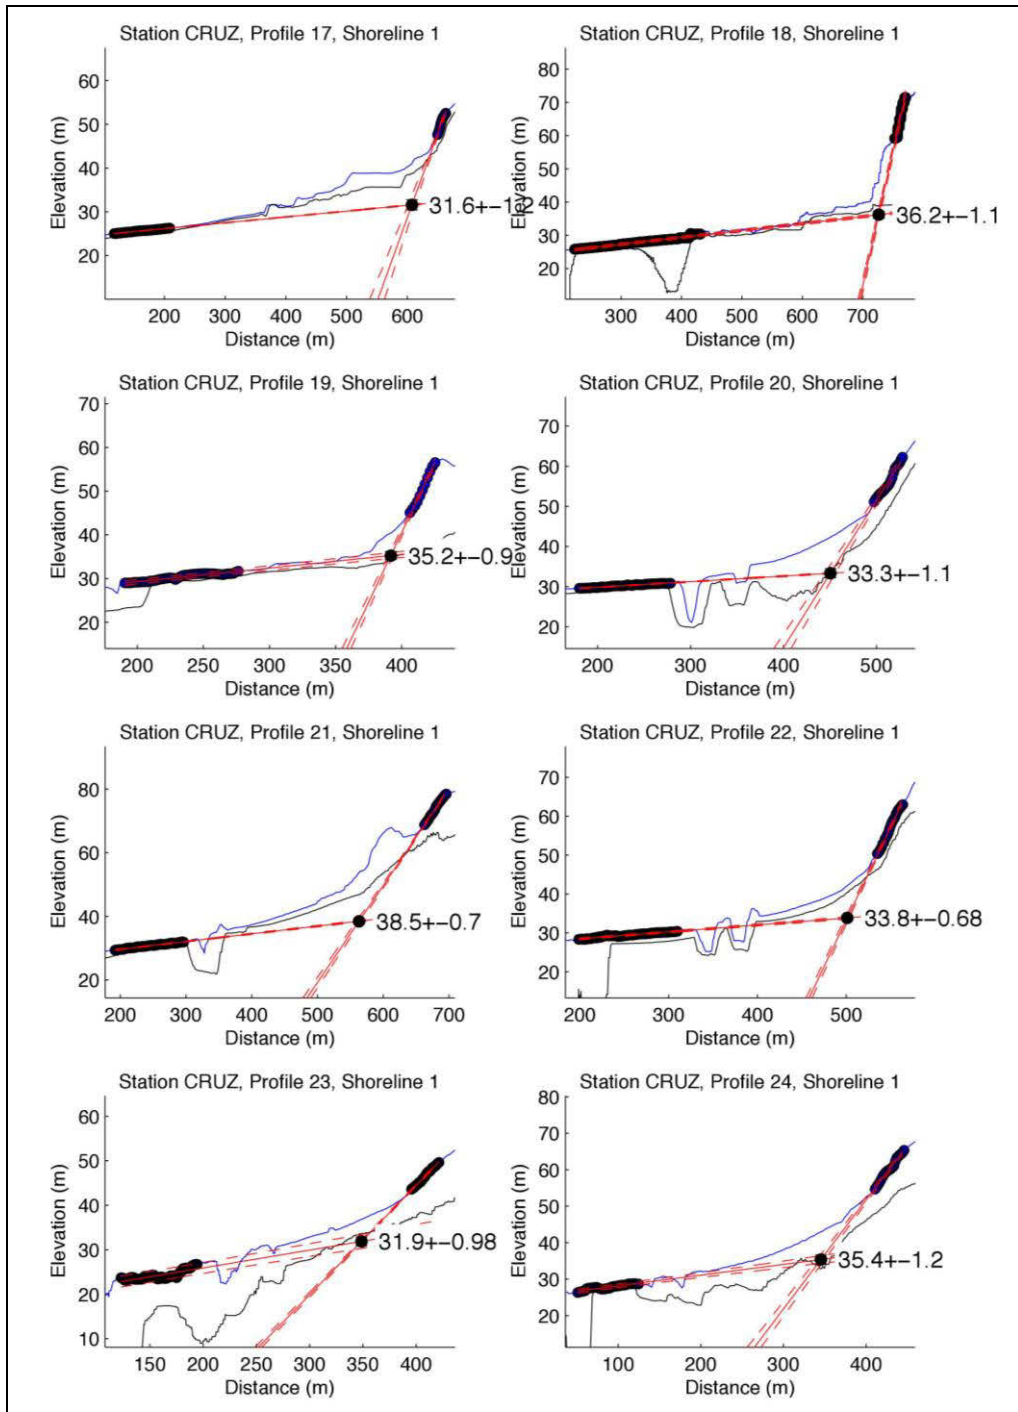 Station CRUZ, Profile 17, Shoreline 1
Elevation (m)
60
50
40
30
20
31.6+−1.2
200 300 400 500 600
Distance (m)
Station CRUZ, Profile 18, Shoreline 1
Elevation (m)
80
70
60
50
40
30
20
36.2+−1.1
300 400 500 600 700
Distance (m)
Station CRUZ, Profile 19, Shoreline 1
Elevation (m)
70
60
50
40
30
20
35.2+−0.9
200 250 300 350 400
Distance (m)
Station CRUZ, Profile 20, Shoreline 1
Elevation (m)
70
60
50
40
30
20
33.3+−1.1
200 300 400 500
Distance (m)
Station CRUZ, Profile 21, Shoreline 1
Elevation (m)
80
60
40
20
38.5+−0.7
200 300 400 500 600 700
Distance (m)
Station CRUZ, Profile 22, Shoreline 1
Elevation (m)
70
60
50
40
30
20
33.8+−0.68
200 300 400 500
Distance (m)
Station CRUZ, Profile 23, Shoreline 1
Elevation (m)
60
50
40
30
20
10
31.9+−0.98
150 200 250 300 350 400
Distance (m)
Station CRUZ, Profile 24, Shoreline 1
Elevation (m)
80
70
60
50
40
30
20
35.4+−1.2
100 200 300 400
Distance (m)